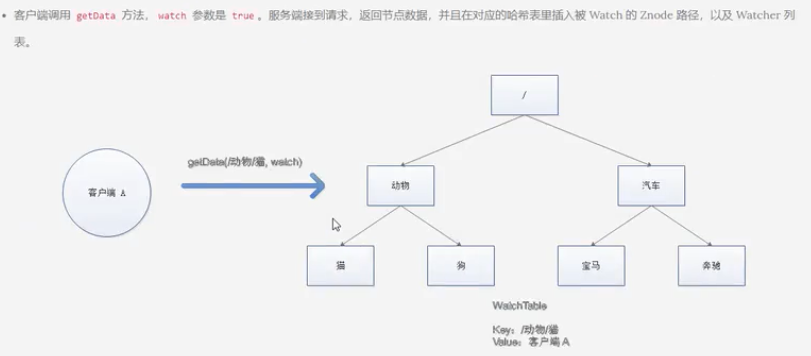 • 客户端调用 getData 方法，watch 参数是 true 。服务端接到请求，返回节点数据，并且在对应的哈希表里插入被 Watch 的 Znode 路径，以及 Watcher 列
表。
/
getData(/动物/猫, watch)
客户端 A
动物
汽车
猫
狗
宝马
奔驰
WatchTable
Key：/动物/猫
Value：客户端 A